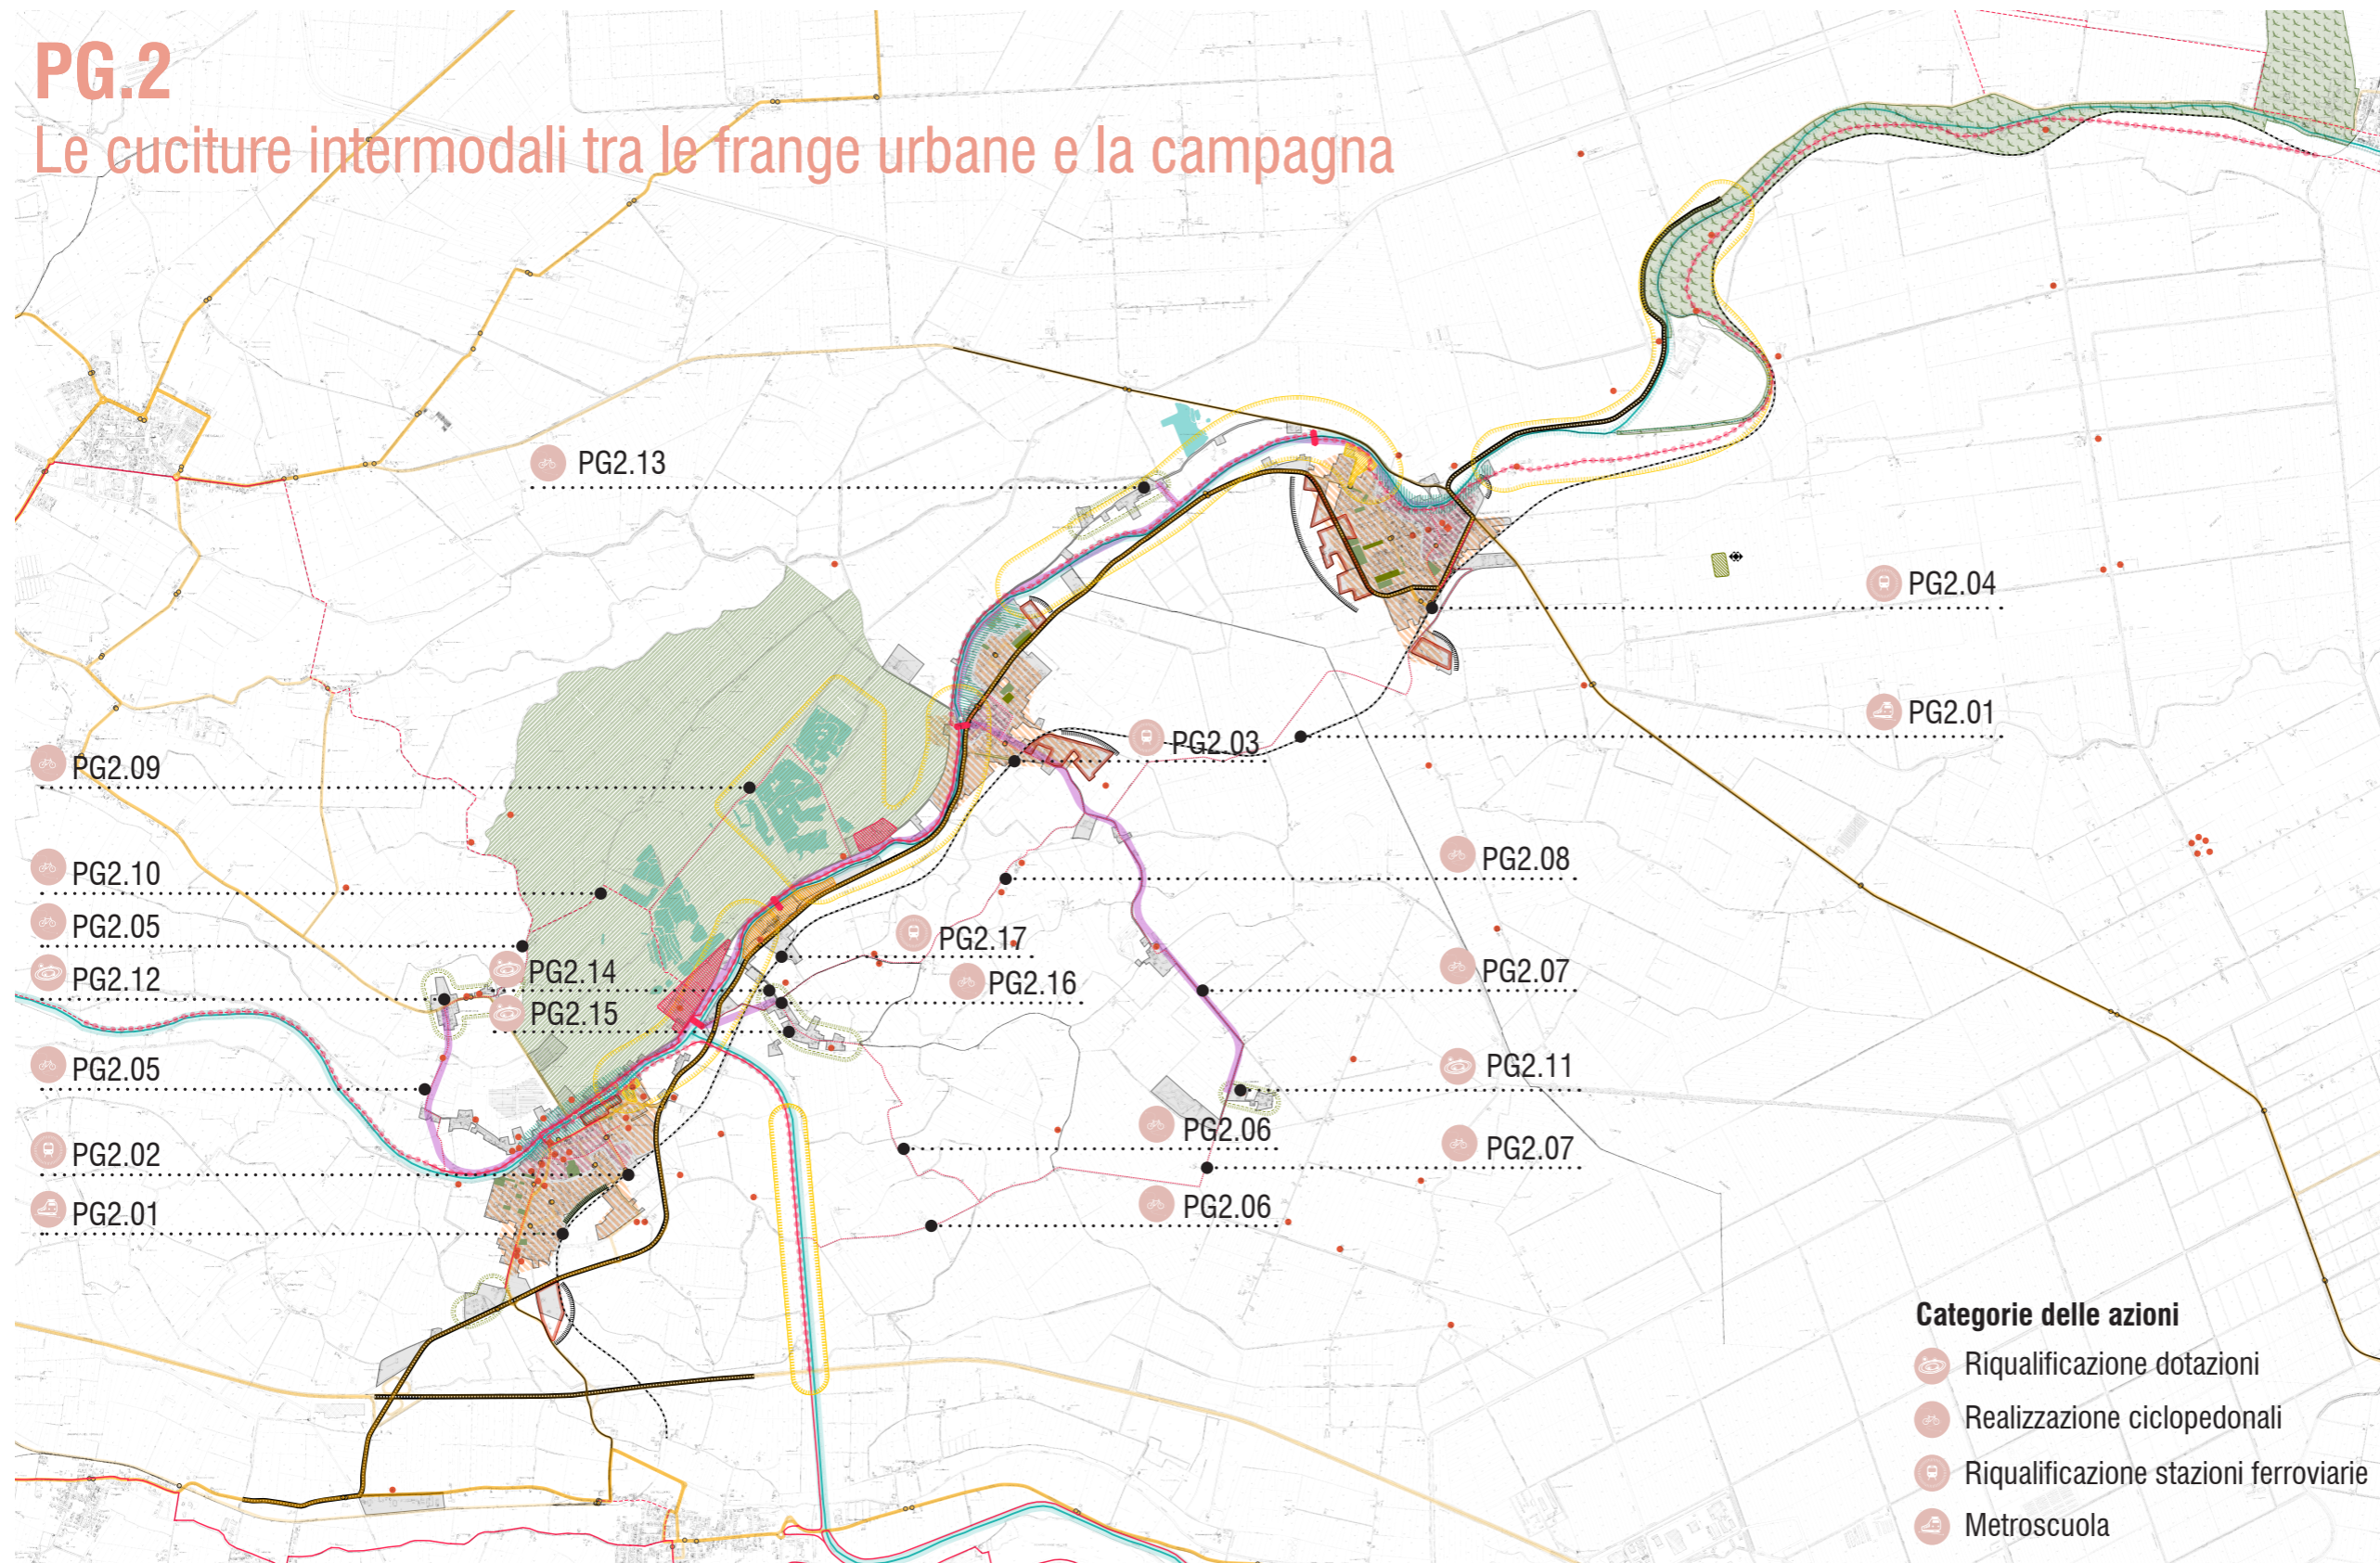 PG.2
Le cuciture intermodali tra le frange urbane e la campagna
PG2.13
PG2.04
PG2.01
PG2.03
PG2.09
PG2.08
PG2.10
PG2.05
PG2.17
PG2.12
PG2.14
PG2.16
PG2.07
PG2.15
PG2.05
PG2.11
PG2.06
PG2.07
PG2.02
PG2.01
PG2.06
Categorie delle azioni
Riqualificazione dotazioni
Realizzazione ciclopedonali
Riqualificazione stazioni ferroviarie
Metroscuola